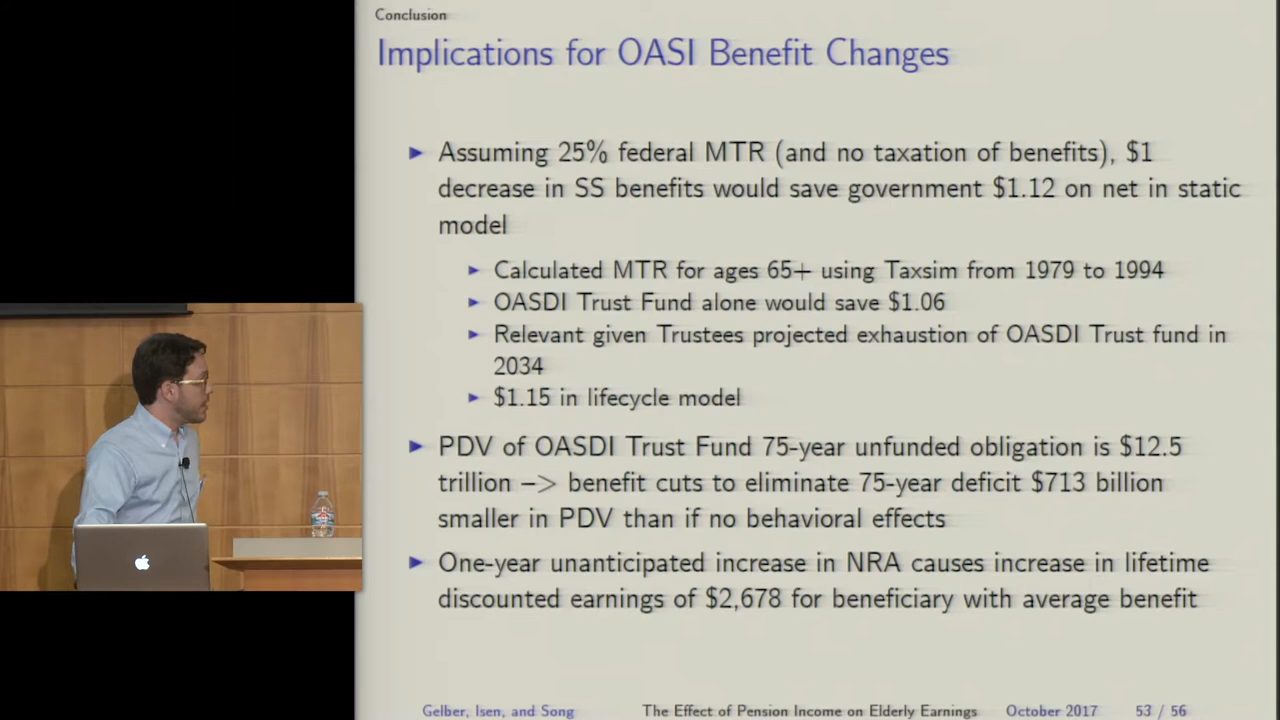 Conclusion
Implications for OASI Benefit Changes
Assuming 25% federal MTR (and no taxation of benefits), $1
decrease in SS benefits would save government $1.12 on net in static
model
Calculated MTR for ages 65+ using Taxsim from 1979 to 1994
OASDI Trust Fund alone would save $1.06
Relevant given Trustees projected exhaustion of OASDI Trust fund in
2034
$1.15 in lifecycle model
PDV of OASDI Trust Fund 75-year unfunded obligation is $12.5
trillion −> benefit cuts to eliminate 75-year deficit $713 billion
smaller in PDV than if no behavioral effects
One-year unanticipated increase in NRA causes increase in lifetime
discounted earnings of $2,678 for beneficiary with average benefit
Gelber, Isen, and Song The Effect of Pension Income on Elderly Earnings October 2017 53 / 56